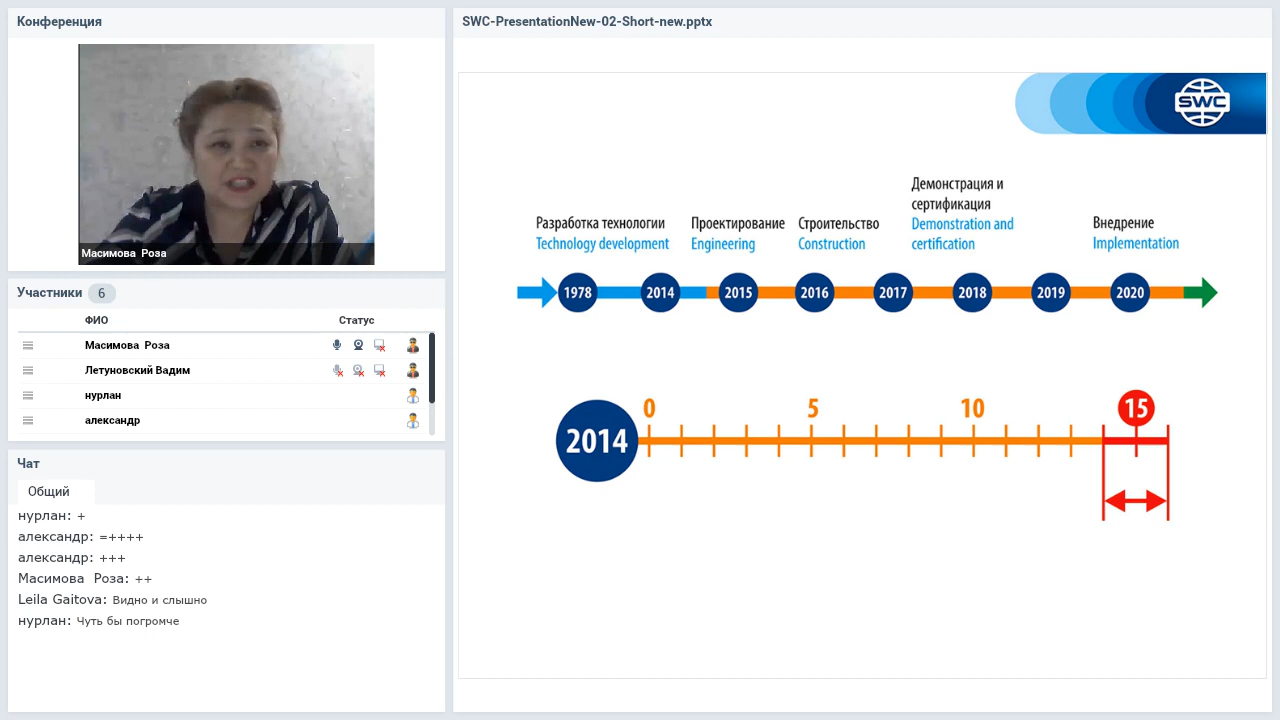 Конференция
Масимова Роза
Участники 6
ФИО Статус
Масимова Роза
Летуновский Вадим
нурлан
александр
Чат
Общий
нурлан: +
александр: =++++
александр: +++
Масимова Роза: ++
Leila Gaitova: Видно и слышно
нурлан: Чуть бы погромче
SWC-PresentationNew-02-Short-new.pptx
SWC
Разработка технологии
Technology development
Проектирование
Engineering
Строительство
Construction
Демонстрация и
сертификация
Demonstration and
certification
Внедрение
Implementation
1978 2014 2015 2016 2017 2018 2019 2020
0 5 10 15
2014